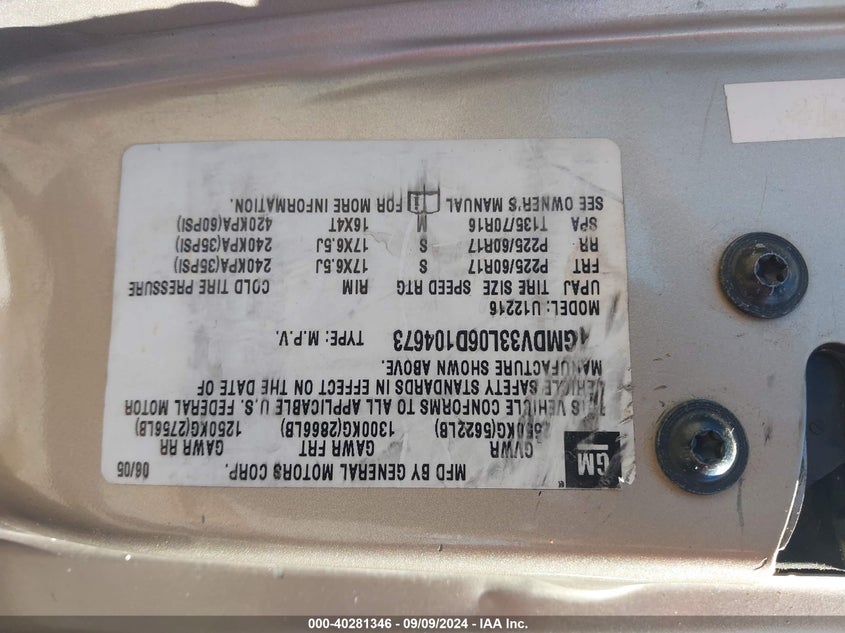 GM
MFD BY GENERAL MOTORS CORP. 06/05
GVWR GAWR FRT GAWR RR
2550KG(5622LB) 1300KG(2866LB) 1250KG(2756LB)
THIS VEHICLE CONFORMS TO ALL APPLICABLE U.S. FEDERAL MOTOR
VEHICLE SAFETY STANDARDS IN EFFECT ON THE DATE OF
MANUFACTURE SHOWN ABOVE.
1GMDV33L06D104673 TYPE: M.P.V.
MODEL: U12216
UPAJ TIRE SIZE SPEED RTG RIM COLD TIRE PRESSURE
FRT P225/60R17 S 17X6.5J 240KPA(35PSI)
RR P225/60R17 S 17X6.5J 240KPA(35PSI)
SPA T135/70R16 M 16X4T 420KPA(60PSI)
SEE OWNER'S MANUAL FOR MORE INFORMATION.
000-40281346 - 09/09/2024 - IAA Inc.